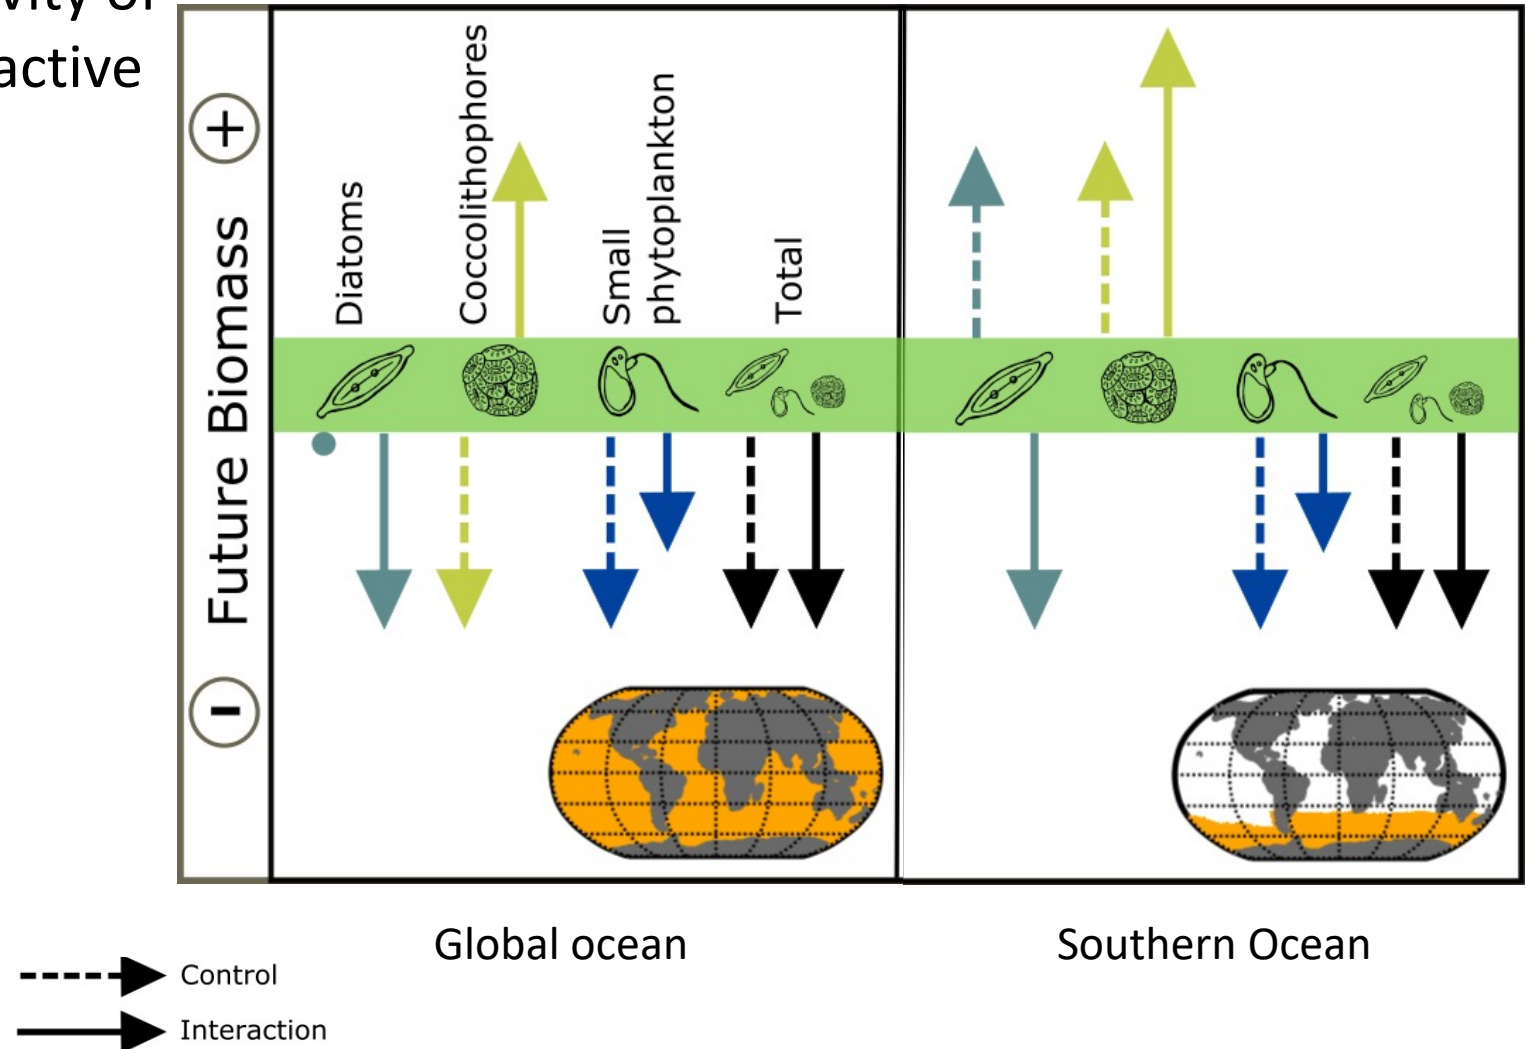 active
+
Future Biomass
-
Diatoms
Coccolithophores
Small
phytoplankton
Total
Global ocean
Southern Ocean
Control
Interaction